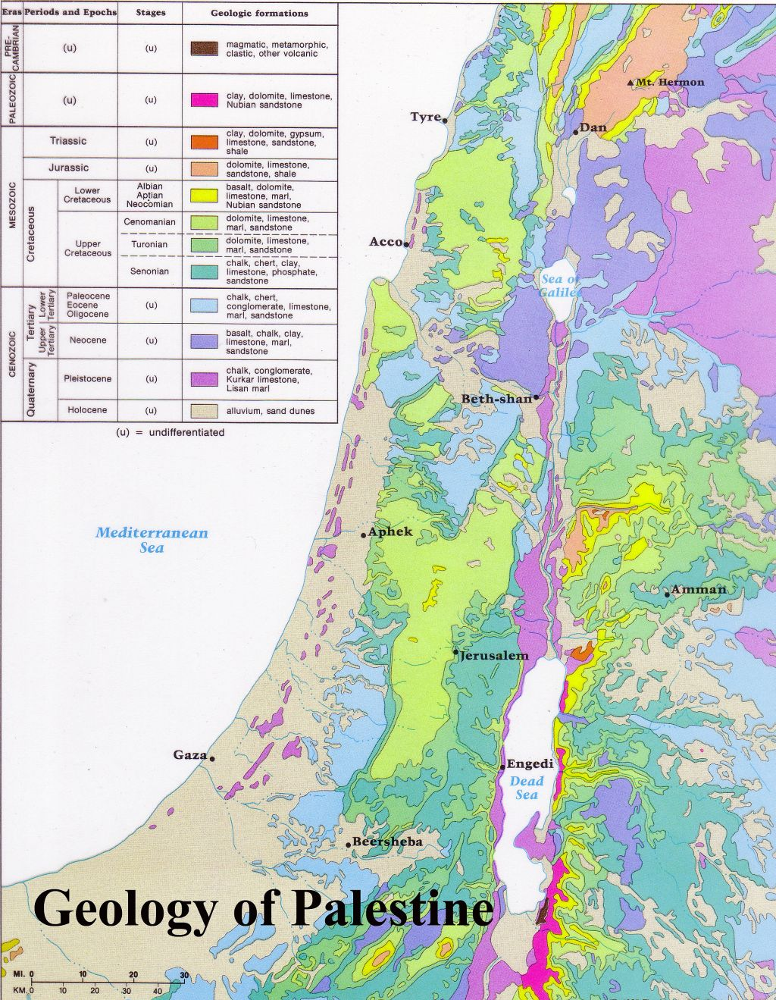 Eras Periods and Epochs Stages Geologic formations
PRE-
CAMBRIAN
(u) (u)
magmatic, metamorphic,
clastic, other volcanic
PALEOZOIC
(u) (u)
clay, dolomite, limestone,
Nubian sandstone
MESOZOIC
Triassic (u)
clay, dolomite, gypsum,
limestone, sandstone,
shale
Jurassic (u)
dolomite, limestone,
sandstone, shale
Cretaceous
Lower
Cretaceous
Albian
Aptian
Neocomian
basalt, dolomite,
limestone, marl,
Nubian sandstone
Upper
Cretaceous
Cenomanian
dolomite, limestone,
marl, sandstone
Turonian
dolomite, limestone,
marl, sandstone
Senonian
chalk, chert, clay,
limestone, phosphate,
sandstone
CENOZOIC
Tertiary
Lower
Tertiary
Paleocene
Eocene
Oligocene
(u)
chalk, chert,
conglomerate, limestone,
marl, sandstone
Upper
Tertiary
Neocene
(u)
basalt, chalk, clay,
limestone, marl,
sandstone
Quaternary
Pleistocene
(u)
chalk, conglomerate,
Kurkar limestone,
Lisan marl
Holocene
(u)
alluvium, sand dunes
(u) = undifferentiated
Mt. Hermon
Tyre
Dan
Acco
Sea of
Galilee
Beth-shan
Mediterranean
Sea
Aphek
Amman
Jerusalem
Gaza
Engedi
Dead
Sea
Beersheba
Geology of Palestine
MI. 0 10 20 30
KM. 0 10 20 30 40